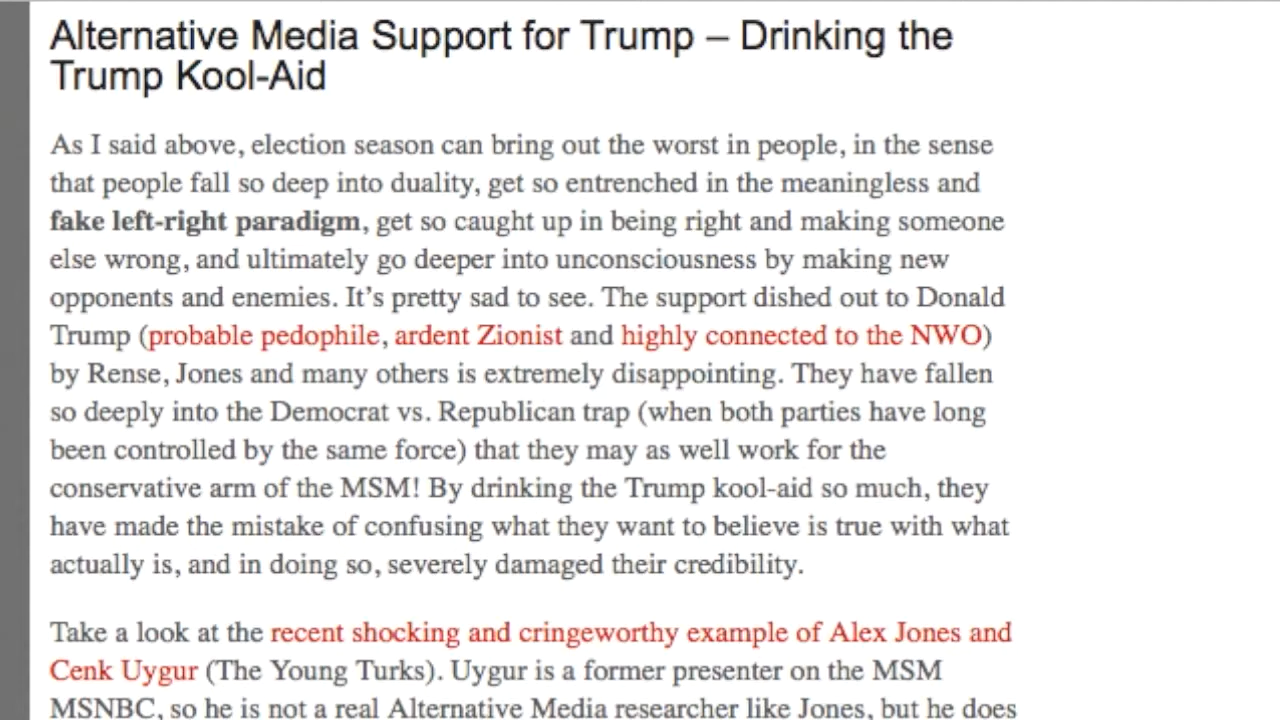 Alternative Media Support for Trump – Drinking the
Trump Kool-Aid
As I said above, election season can bring out the worst in people, in the sense
that people fall so deep into duality, get so entrenched in the meaningless and
fake left-right paradigm, get so caught up in being right and making someone
else wrong, and ultimately go deeper into unconsciousness by making new
opponents and enemies. It’s pretty sad to see. The support dished out to Donald
Trump (probable pedophile, ardent Zionist and highly connected to the NWO)
by Rense, Jones and many others is extremely disappointing. They have fallen
so deeply into the Democrat vs. Republican trap (when both parties have long
been controlled by the same force) that they may as well work for the
conservative arm of the MSM! By drinking the Trump kool-aid so much, they
have made the mistake of confusing what they want to believe is true with what
actually is, and in doing so, severely damaged their credibility.
Take a look at the recent shocking and cringeworthy example of Alex Jones and
Cenk Uygur (The Young Turks). Uygur is a former presenter on the MSM
MSNBC, so he is not a real Alternative Media researcher like Jones, but he does